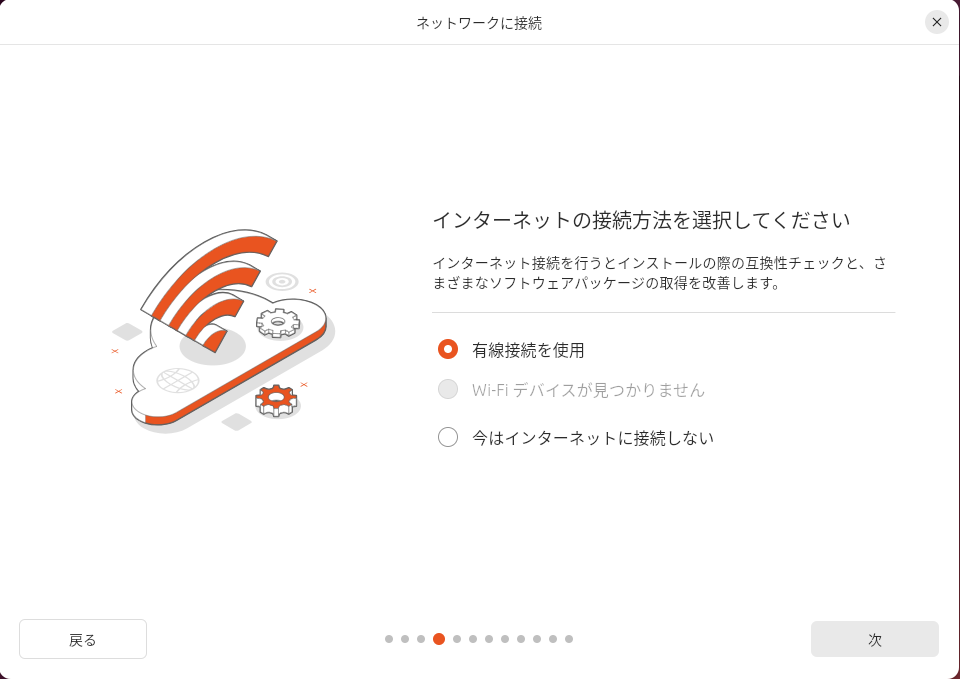 ネットワークに接続
インターネットの接続方法を選択してください
インターネット接続を行うとインストールの際の互換性チェックと、さ
まざまなソフトウェアパッケージの取得を改善します。
有線接続を使用
Wi-Fi デバイスが見つかりません
今はインターネットに接続しない
戻る
次